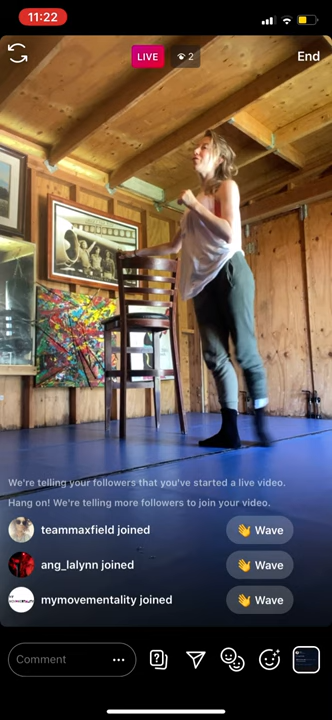 11:22
LIVE
2
End
We're telling your followers that you've started a live video.
Hang on! We're telling more followers to join your video.
teammaxfield joined
👋 Wave
ang_lalynn joined
👋 Wave
mymovementality joined
👋 Wave
Comment